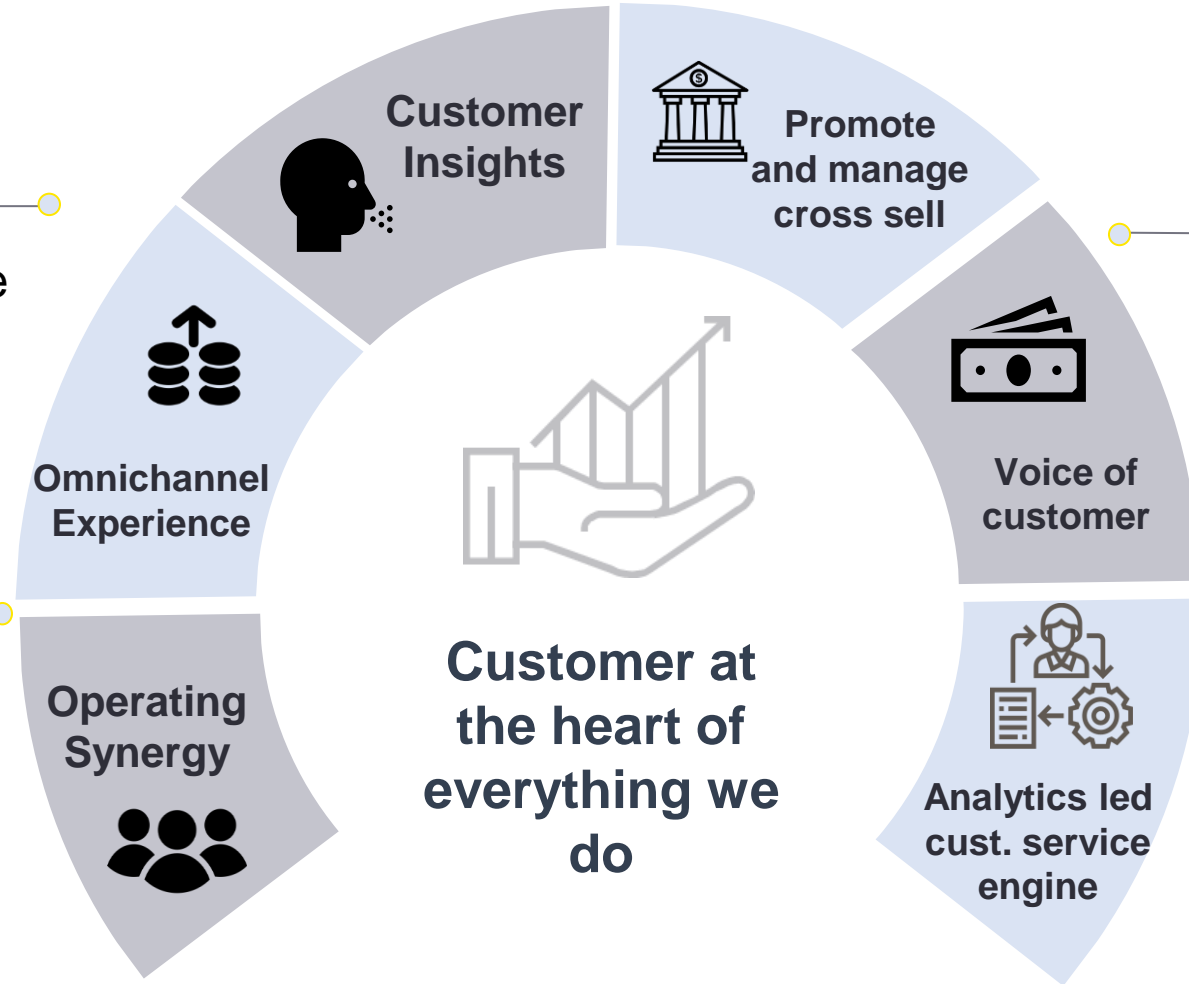 Customer
Insights
Promote
and manage
cross sell
e
Omnichannel
Experience
Voice of
customer
Operating
Synergy
Customer at
the heart of
everything we
do
Analytics led
cust. service
engine
$